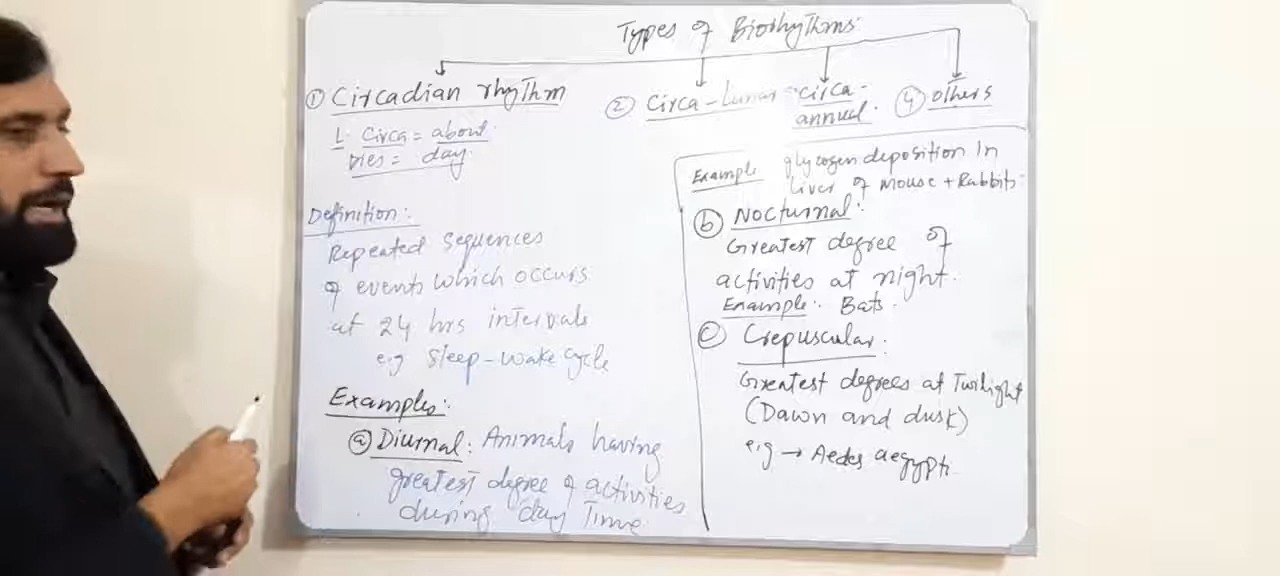 Types of Biorhythms:
① Circadian rhythm
② Circa-Lunar
circa-
annual.
④ others
L. Circa = about
Dies = day.
Definition:
Repeated sequences
of events which occurs
at 24 hrs intervals
e.g Sleep-wake cycle
Examples:
ⓐ Diurnal: Animals having
greatest degree of activities
during day Time
Example glycogen deposition In
liver of mouse + Rabbits.
ⓑ Nocturnal:
Greatest degree of
activities at night.
Example: Bats.
ⓒ Crepuscular:
Greatest degrees at Twilight
(Dawn and dusk)
e.g → Aedes aegypti